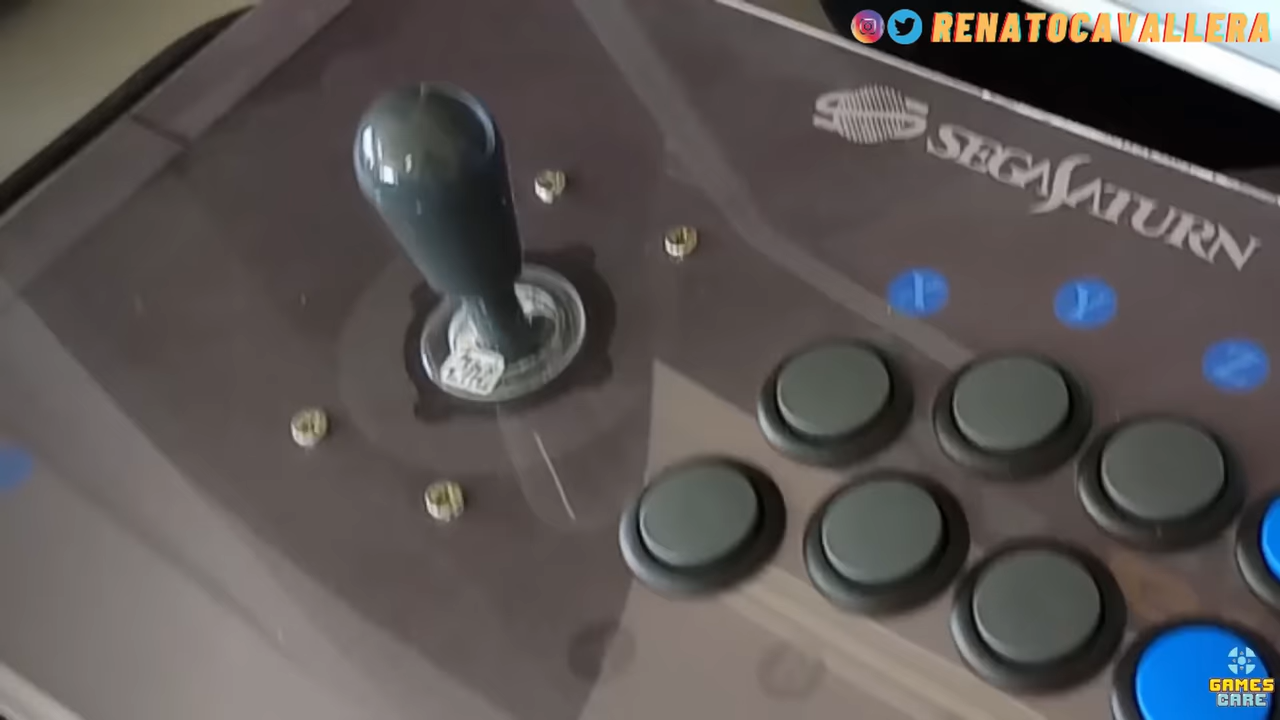 RENATOCAVALLERA
SEGA SATURN
X
Y
Z
GAMES
CARE